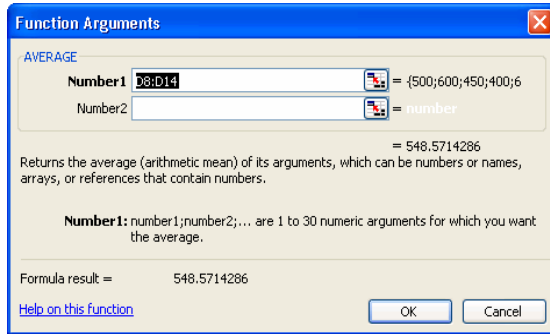 Function Arguments
AVERAGE
Number1 D8:D14 = {500;600;450;400;6
Number2 = number
= 548.5714286
Returns the average (arithmetic mean) of its arguments, which can be numbers or names,
arrays, or references that contain numbers.
Number1: number1;number2;... are 1 to 30 numeric arguments for which you want
the average.
Formula result = 548.5714286
Help on this function OK Cancel